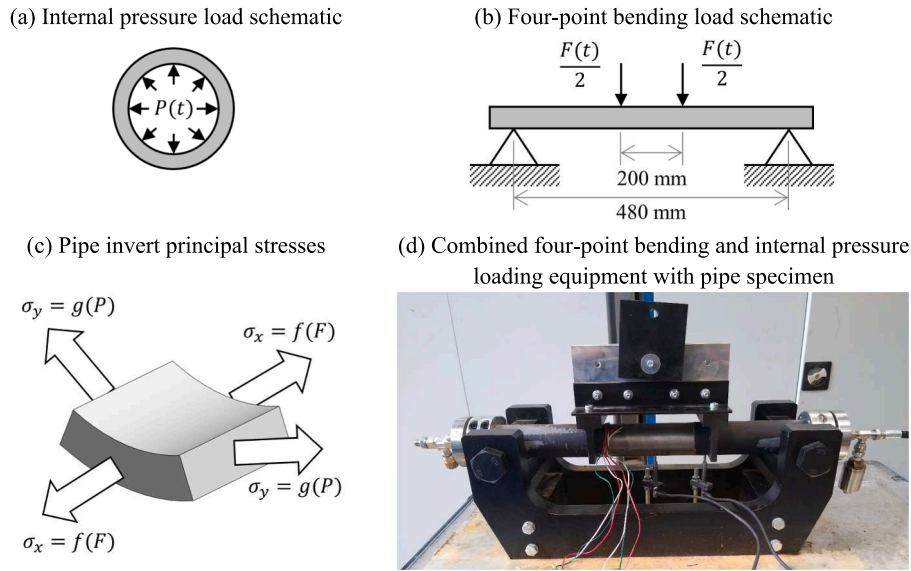 (a) Internal pressure load schematic
P(t)
(b) Four-point bending load schematic
F(t)/2 F(t)/2
200 mm
480 mm
(c) Pipe invert principal stresses
σy = g(P)
σx = f(F)
σy = g(P)
σx = f(F)
(d) Combined four-point bending and internal pressure
loading equipment with pipe specimen